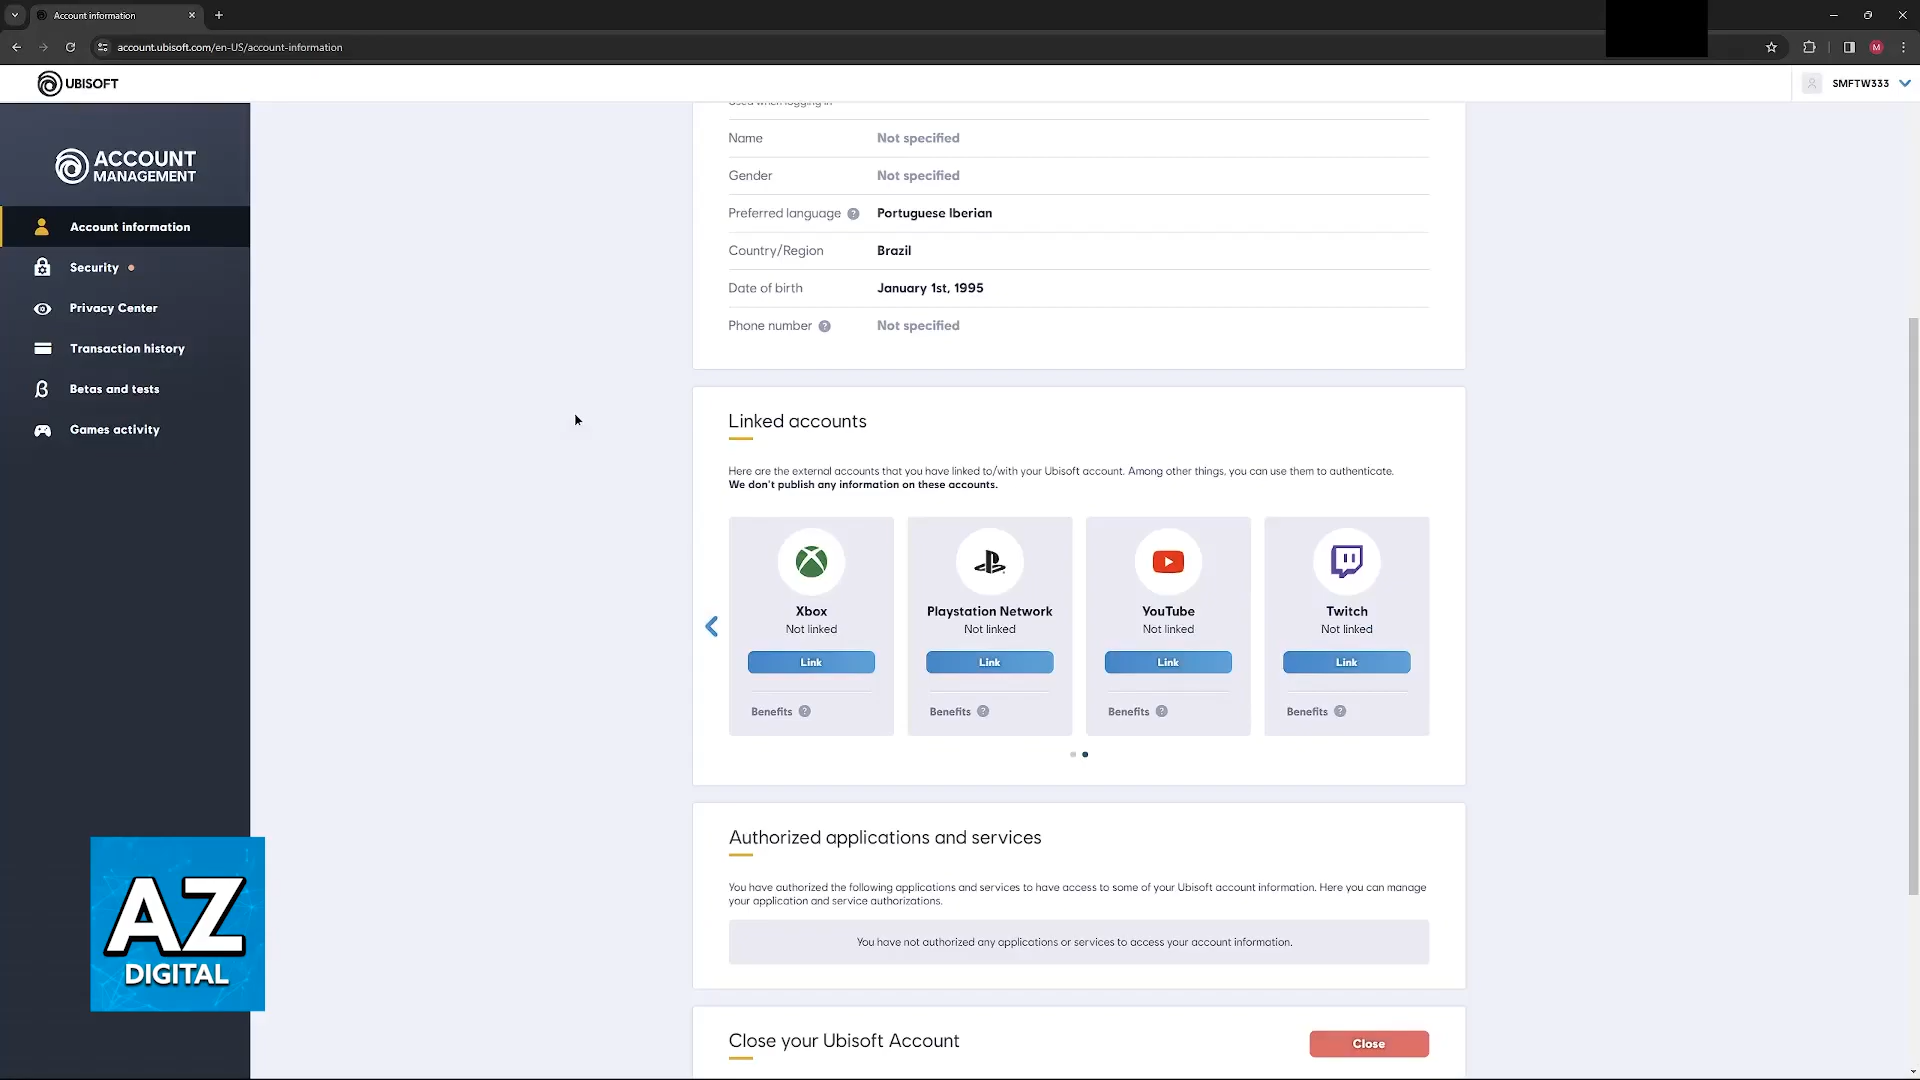 Account information
account.ubisoft.com/en-US/account-information
M
UBISOFT
SMFTW333
ACCOUNT
MANAGEMENT
Account information
Security
Privacy Center
Transaction history
Betas and tests
Games activity
Used when logging in
Name Not specified
Gender Not specified
Preferred language ? Portuguese Iberian
Country/Region Brazil
Date of birth January 1st, 1995
Phone number ? Not specified
Linked accounts
Here are the external accounts that you have linked to/with your Ubisoft account. Among other things, you can use them to authenticate.
We don't publish any information on these accounts.
Xbox Playstation Network YouTube Twitch
Not linked Not linked Not linked Not linked
Link Link Link Link
Benefits ? Benefits ? Benefits ? Benefits ?
Authorized applications and services
You have authorized the following applications and services to have access to some of your Ubisoft account information. Here you can manage
your application and service authorizations.
You have not authorized any applications or services to access your account information.
Close your Ubisoft Account Close
AZ
DIGITAL